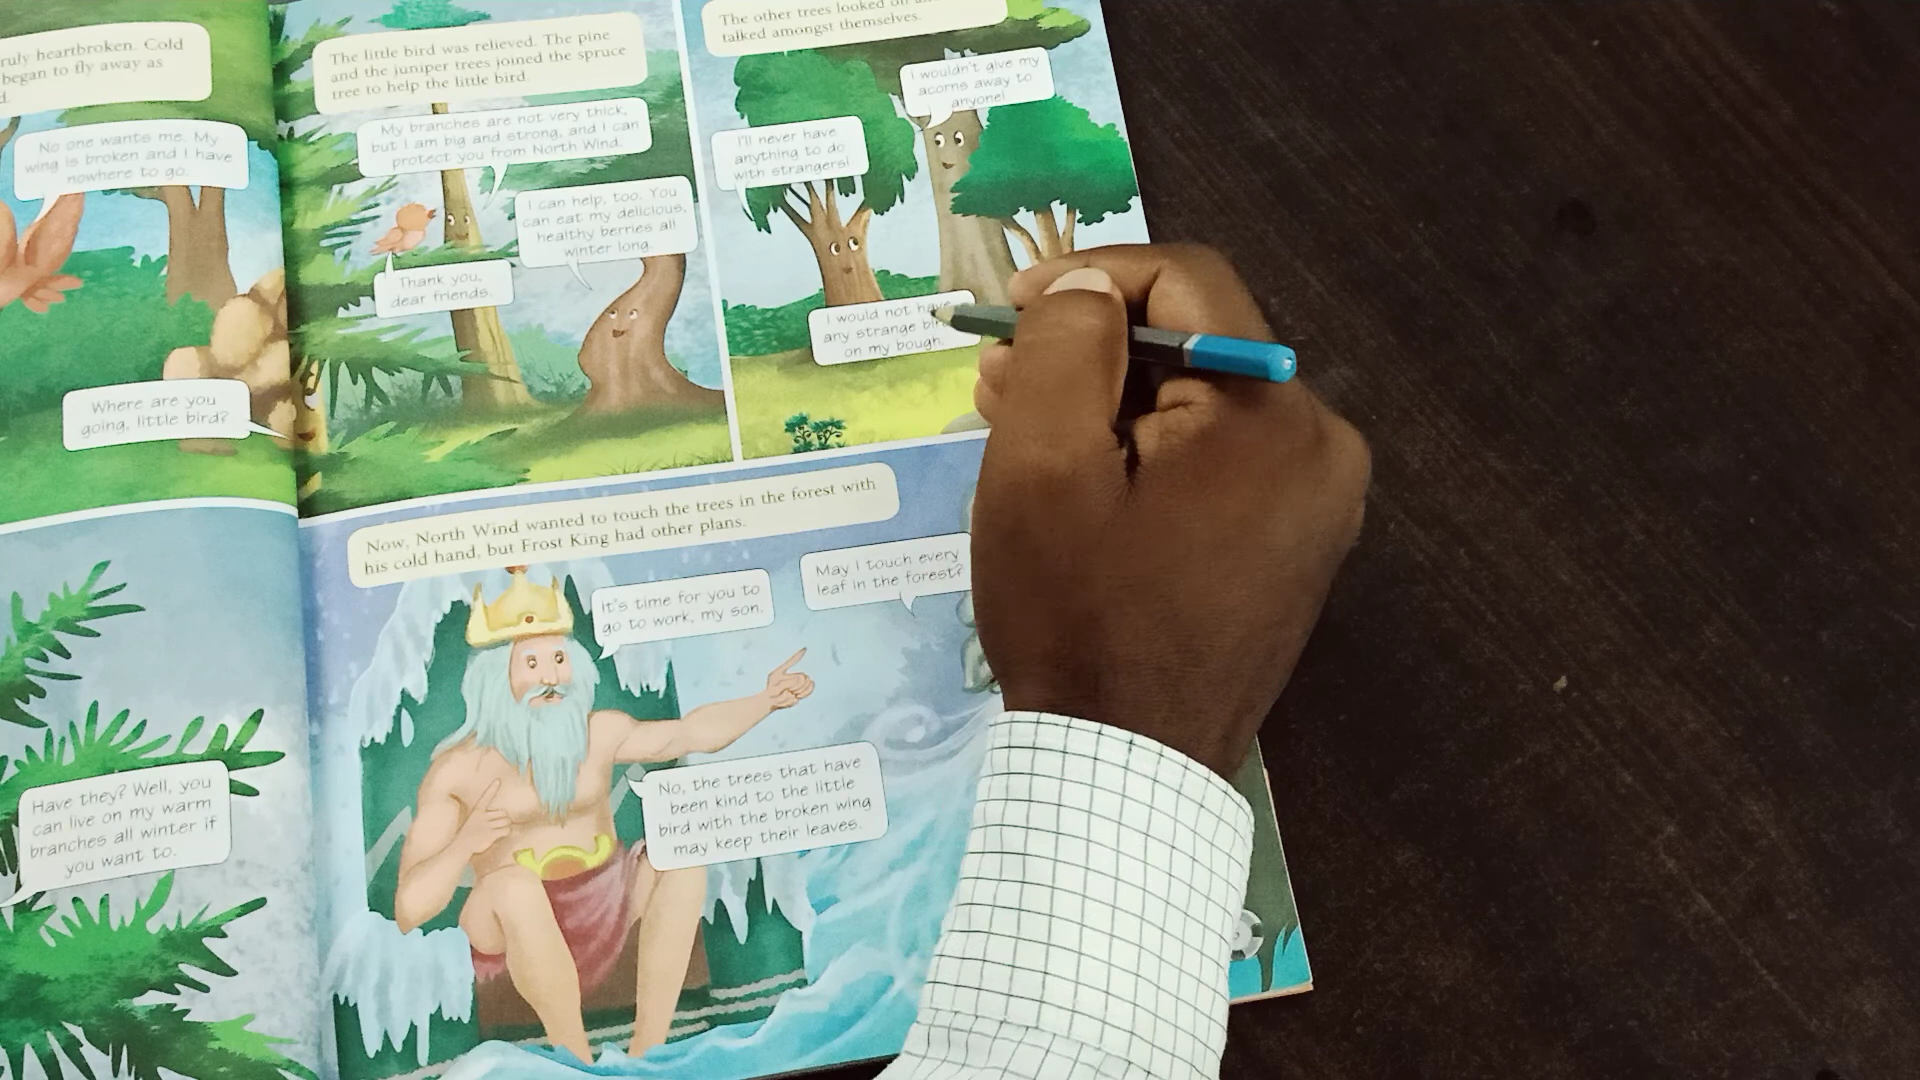 ruly heartbroken. Cold
began to fly away as
d.
No one wants me. My
wing is broken and I have
nowhere to go.
Where are you
going, little bird?
Have they? Well, you
can live on my warm
branches all winter if
you want to.
The little bird was relieved. The pine
and the juniper trees joined the spruce
tree to help the little bird.
My branches are not very thick,
but I am big and strong, and I can
protect you from North Wind.
I can help, too. You
can eat my delicious,
healthy berries all
winter long.
Thank you,
dear friends.
The other trees looked on
talked amongst themselves.
I wouldn't give my
acorns away to
anyone!
I'll never have
anything to do
with strangers!
I would not have
any strange
on my bough.
Now, North Wind wanted to touch the trees in the forest with
his cold hand, but Frost King had other plans.
It's time for you to
go to work, my son.
May I touch every
leaf in the forest?
No, the trees that have
been kind to the little
bird with the broken wing
may keep their leaves.